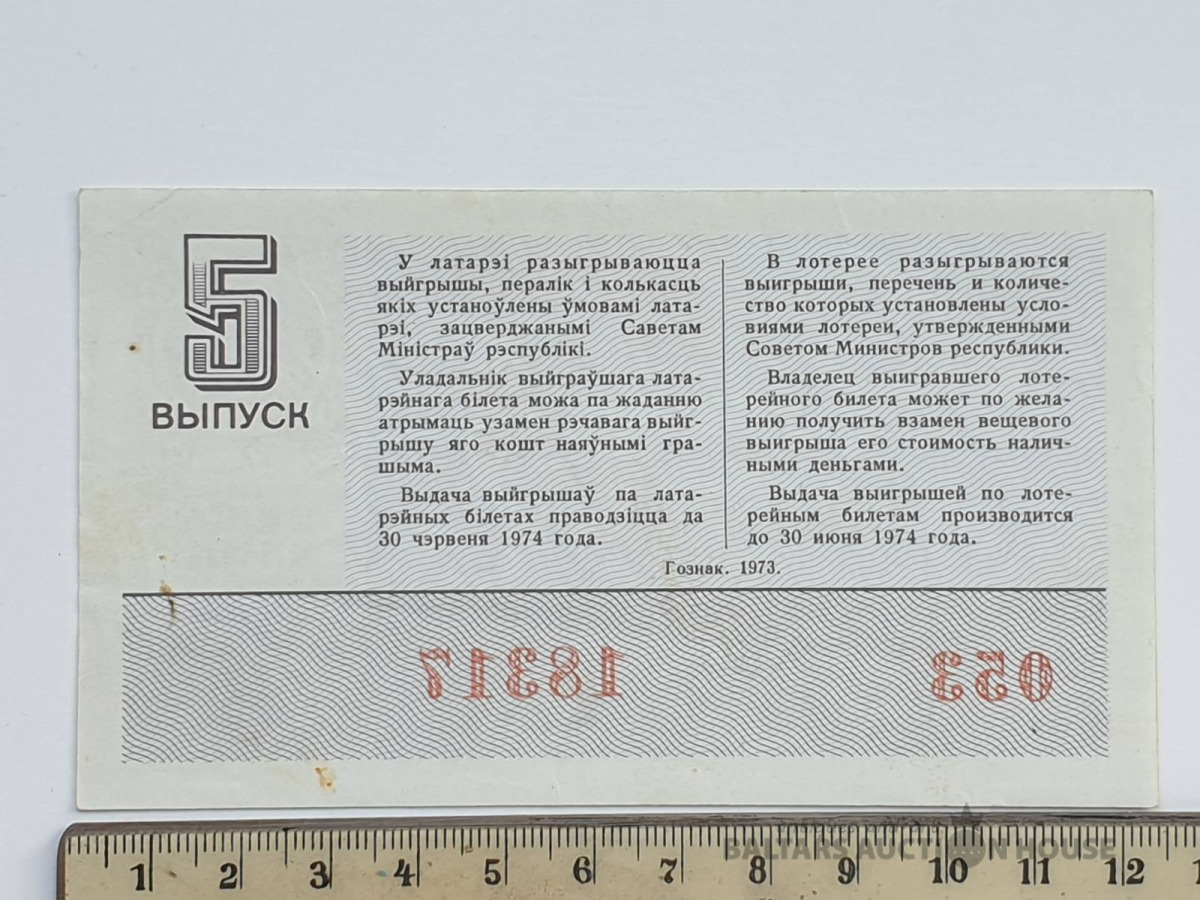 5
ВЫПУСК
У латарэі разыгрываюцца
выйгрышы, пералік і колькасць
якіх устаноўлены ўмовамі лата-
рэі, зацверджанымі Саветам
Міністраў рэспублікі.
Уладальнік выйграўшага лата-
рэйнага білета можа па жаданню
атрымаць узамен рэчавага выйг-
рышу яго кошт наяўнымі гра-
шыма.
Выдача выйгрышаў па лата-
рэйных білетах праводзіцца да
30 чэрвеня 1974 года.
В лотерее разыгрываются
выигрыши, перечень и количе-
ство которых установлены усло-
виями лотереи, утвержденными
Советом Министров республики.
Владелец выигравшего лоте-
рейного билета может по жела-
нию получить взамен вещевого
выигрыша его стоимость налич-
ными деньгами.
Выдача выигрышей по лоте-
рейным билетам производится
до 30 июня 1974 года.
Гознак. 1973.
18317 053
BALTARS AUCTION HOUSE
1 2 3 4 5 6 7 8 9 10 11 12